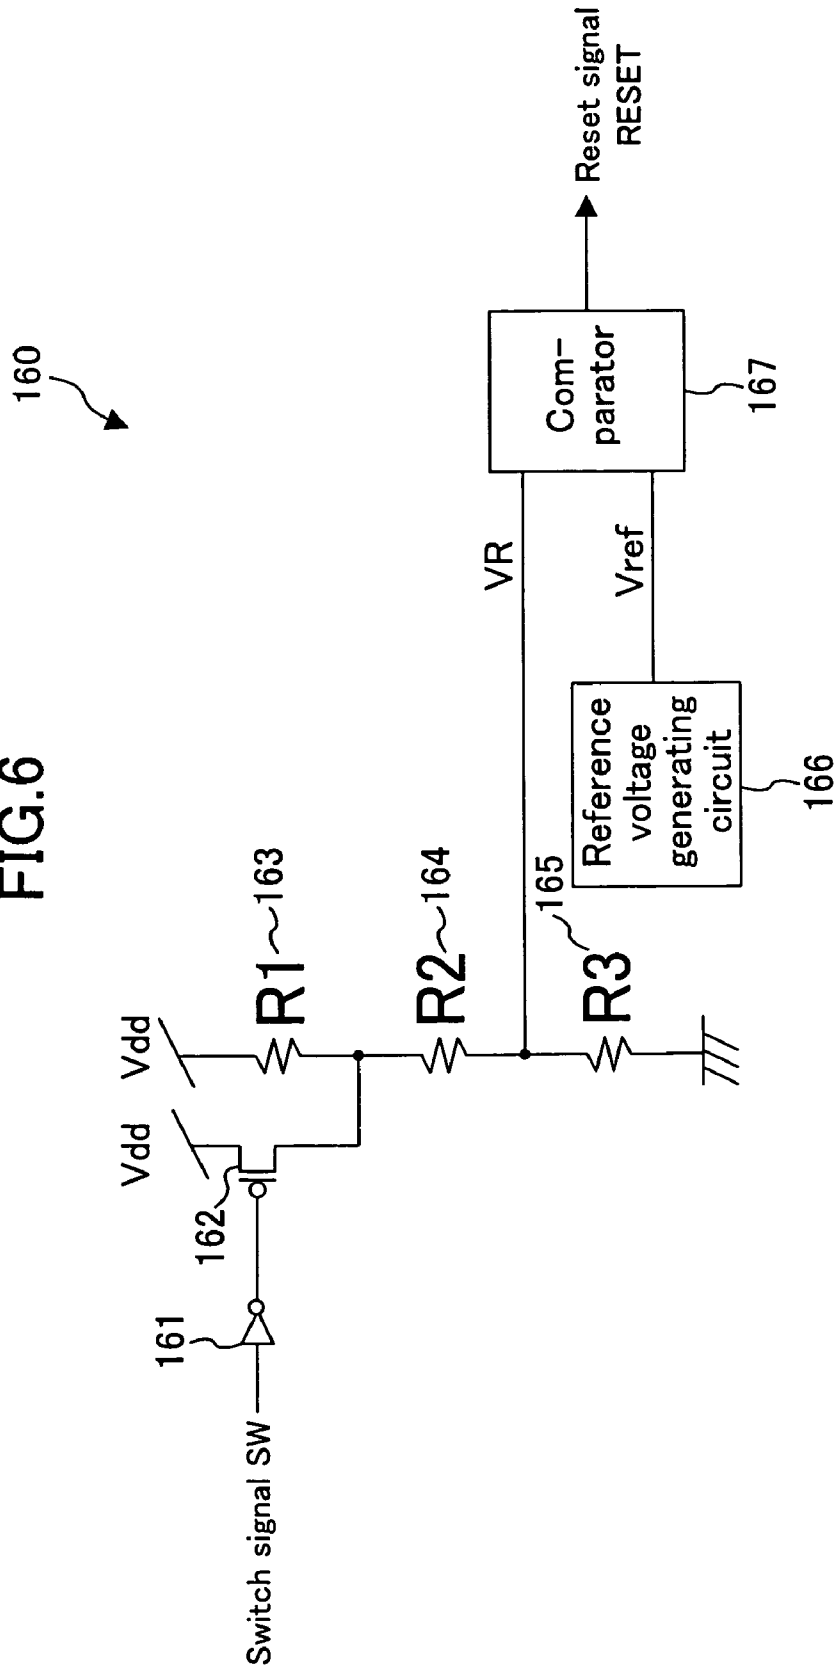 FIG.6
160
Vdd
Vdd
162
R1
163
161
Switch signal SW
R2
164
VR
165
R3
Reference
voltage
generating
circuit
166
Vref
Com-
parator
167
Reset signal
RESET